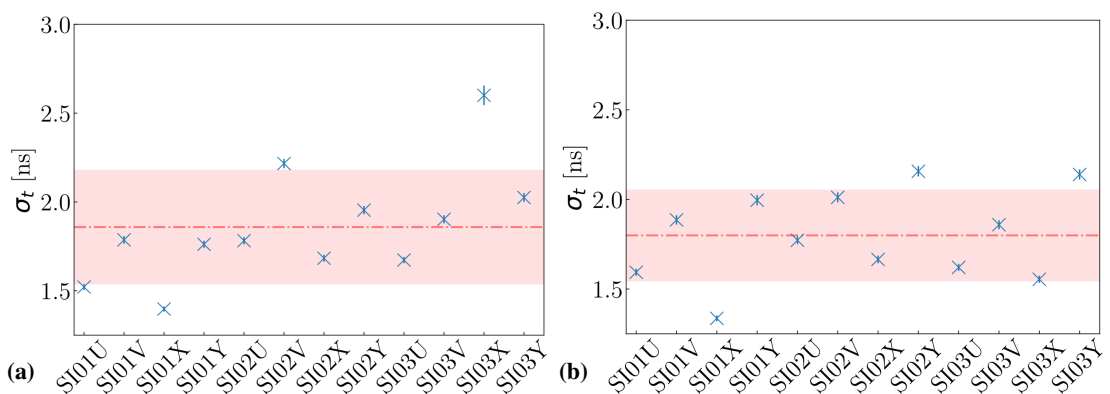 3.0
2.5
2.0
1.5
σt [ns]
SI01U
SI01V
SI01X
SI01Y
SI02U
SI02V
SI02X
SI02Y
SI03U
SI03V
SI03X
SI03Y
(a)
3.0
2.5
2.0
1.5
σt [ns]
SI01U
SI01V
SI01X
SI01Y
SI02U
SI02V
SI02X
SI02Y
SI03U
SI03V
SI03X
SI03Y
(b)